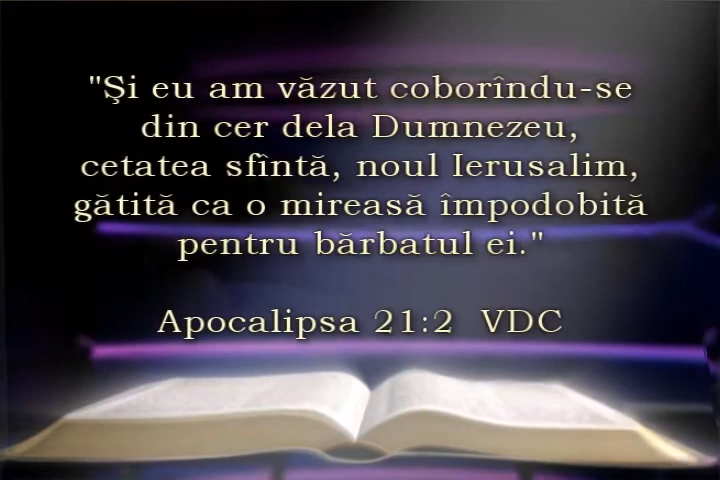 "Şi eu am văzut coborîndu-se
din cer dela Dumnezeu,
cetatea sfîntă, noul Ierusalim,
gătită ca o mireasă împodobită
pentru bărbatul ei."
Apocalipsa 21:2 VDC